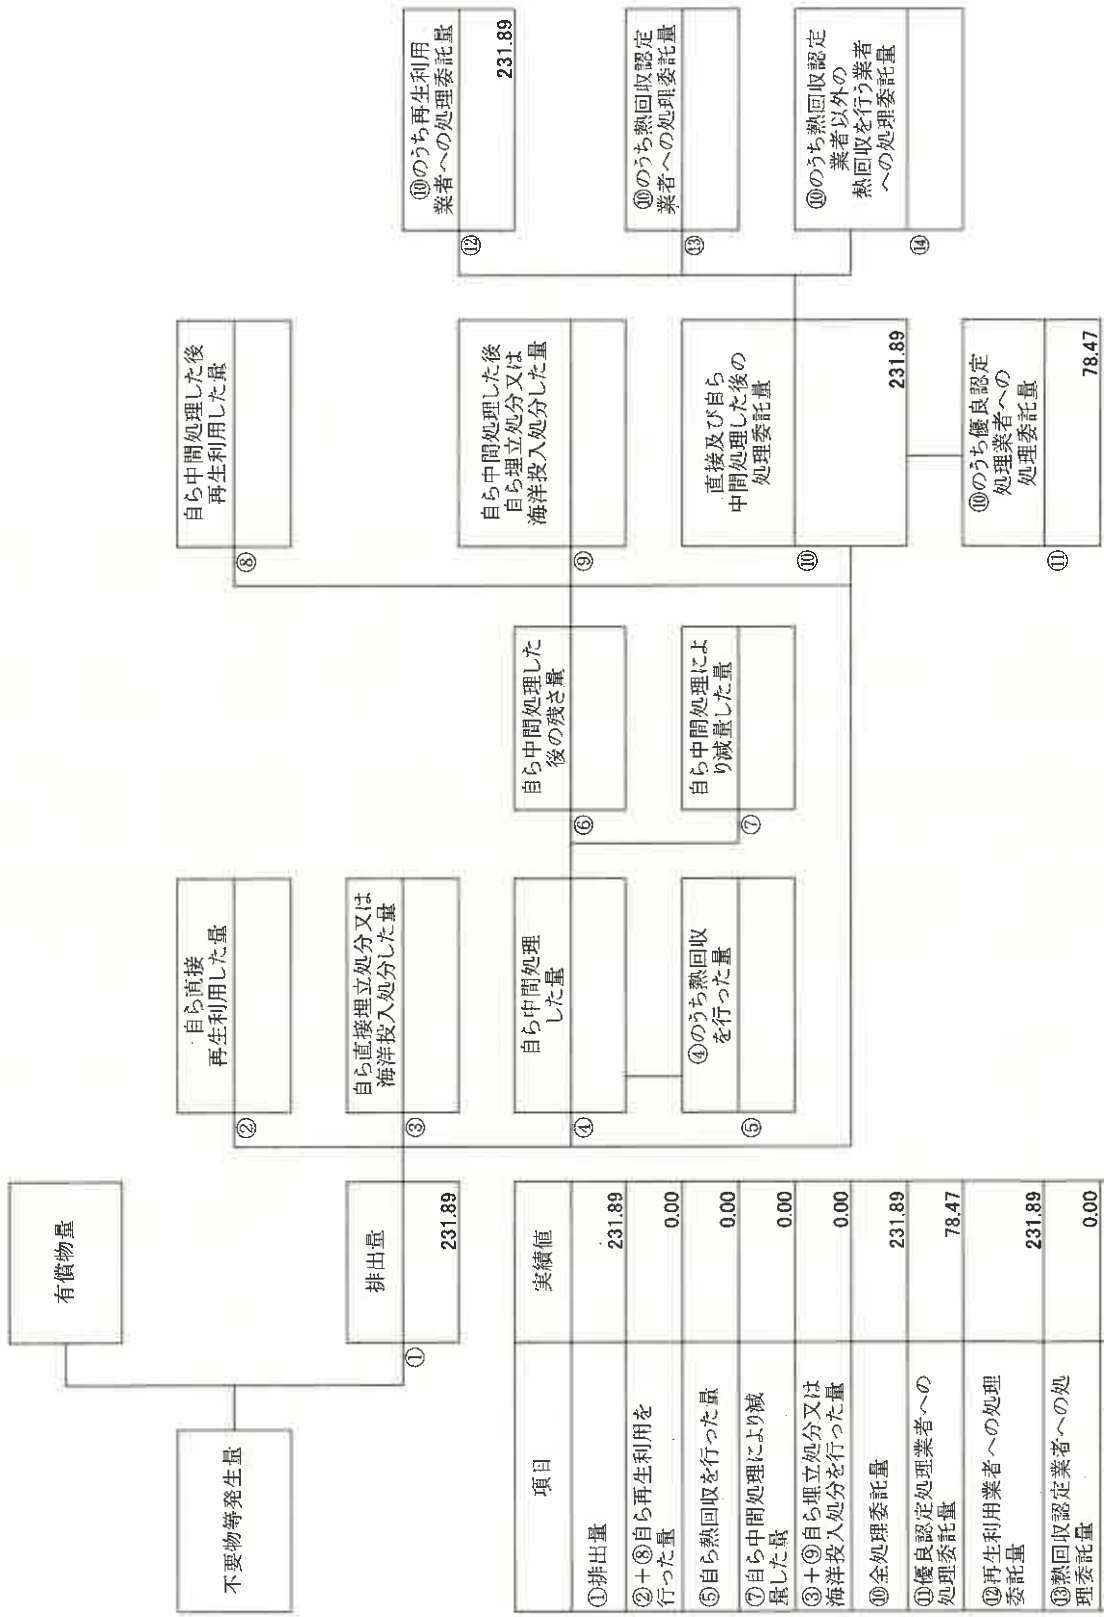 不要物等発生量
有償物量
排出量
①
231.89
②
自ら直接
再生利用した量
③
自ら直接埋立処分又は
海洋投入処分した量
④
自ら中間処理
した量
⑤
④のうち熱回収
を行った量
⑥
自ら中間処理した
後の残さ量
⑦
自ら中間処理によ
り減量した量
⑧
自ら中間処理した後
再生利用した量
⑨
自ら中間処理した後
自ら埋立処分又は
海洋投入処分した量
⑩
直接及び自ら
中間処理した後の
処理委託量
231.89
⑪
⑩のうち優良認定
処理業者への
処理委託量
78.47
⑫
⑩のうち再生利用
業者への処理委託量
231.89
⑬
⑩のうち熱回収認定
業者への処理委託量
⑭
⑩のうち熱回収認定
業者以外の
熱回収を行う業者
への処理委託量
項目 実績値
①排出量 231.89
②+⑧自ら再生利用を
行った量 0.00
⑤自ら熱回収を行った量 0.00
⑦自ら中間処理により減
量した量 0.00
③+⑨自ら埋立処分又は
海洋投入処分を行った量 0.00
⑩全処理委託量 231.89
⑪優良認定処理業者への
処理委託量 78.47
⑫再生利用業者への処理
委託量 231.89
⑬熱回収認定業者への処
理委託量 0.00